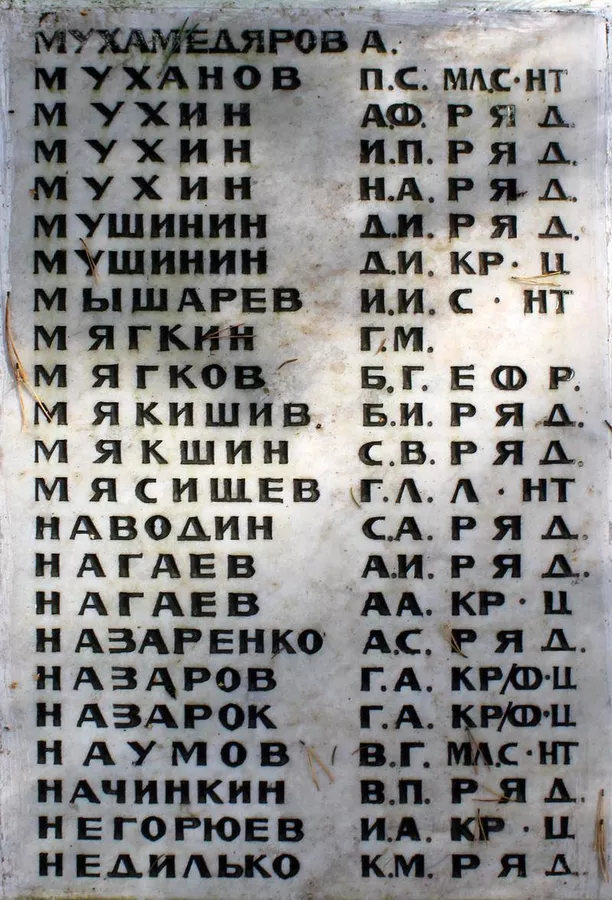 МУХАМЕДЯРОВ А.
МУХАНОВ П.С. МЛ.С·НТ
МУХИН А.Ф. РЯД.
МУХИН И.П. РЯД.
МУХИН Н.А. РЯД.
МУШИНИН Д.И. РЯД.
МУШИНИН Д.И. КР·Ц
МЫШАРЕВ И.И. С·НТ
МЯГКИН Г.М.
МЯГКОВ Б.Г. ЕФР.
МЯКИШИВ Б.И. РЯД.
МЯКШИН С.В. РЯД.
МЯСИЩЕВ Г.Л. Л·НТ
НАВОДИН С.А. РЯД.
НАГАЕВ А.И. РЯД.
НАГАЕВ А.А. КР·Ц
НАЗАРЕНКО А.С. РЯД.
НАЗАРОВ Г.А. КР/Ф·Ц
НАЗАРОК Г.А. КР/Ф·Ц
НАУМОВ В.Г. МЛ.С·НТ
НАЧИНКИН В.П. РЯД.
НЕГОРЮЕВ И.А. КР·Ц
НЕДИЛЬКО К.М. РЯД.